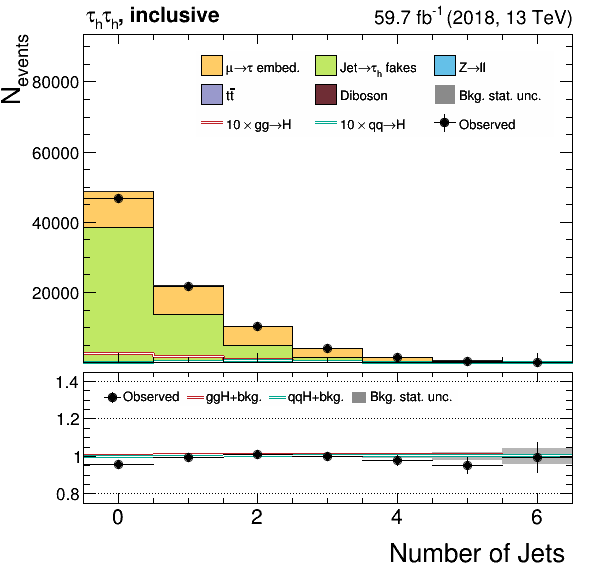 τhτh, inclusive 59.7 fb⁻¹ (2018, 13 TeV)
Nevents
μ→τ embed. Jet→τh fakes Z→ll
tt̅ Diboson Bkg. stat. unc.
10 × gg→H 10 × qq→H Observed
80000
60000
40000
20000
1.4
Observed ggH+bkg. qqH+bkg. Bkg. stat. unc.
1.2
1
0.8
0 2 4 6
Number of Jets